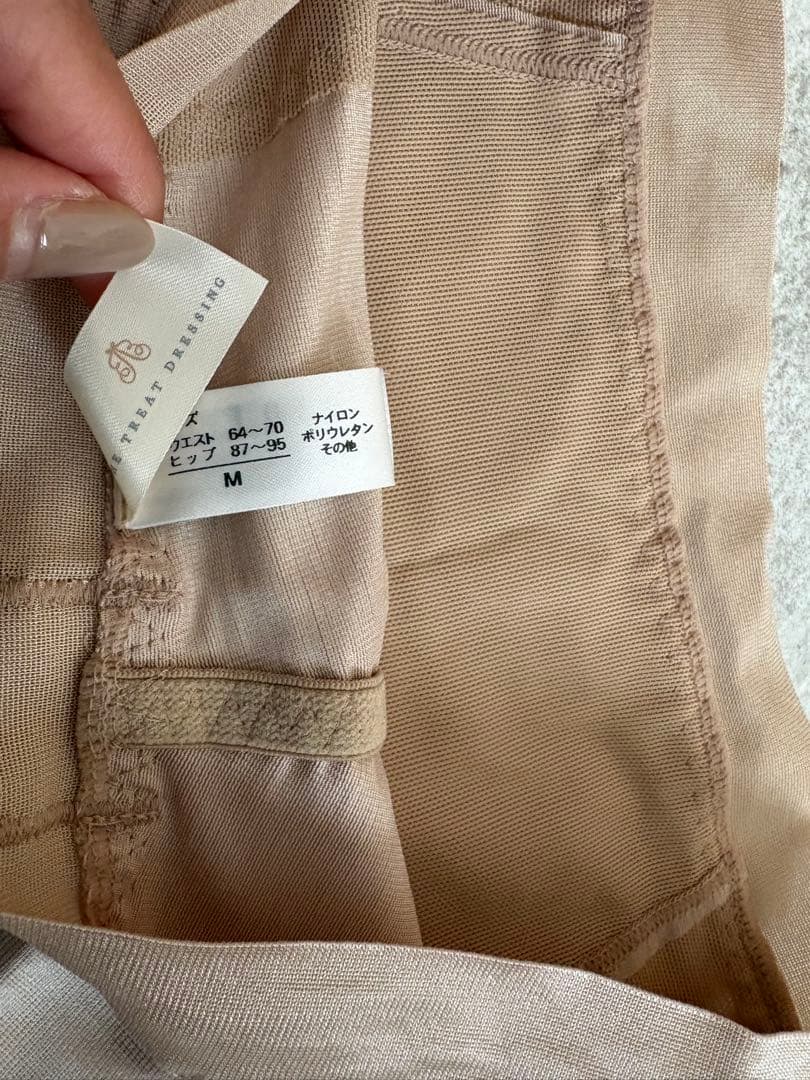 TREAT DRESSING
ズ
ウエスト 64～70
ヒップ 87～95
M
ナイロン
ポリウレタン
その他